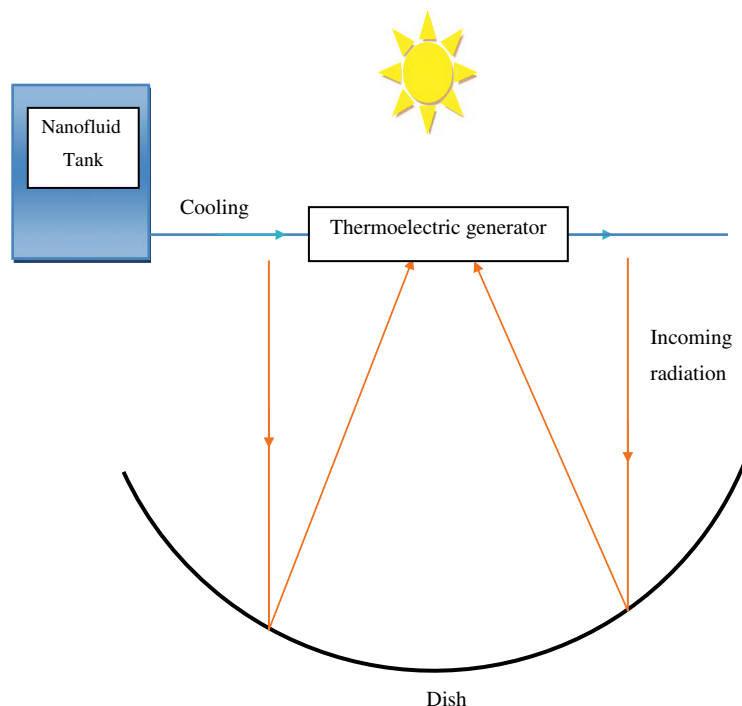 Nanofluid
Tank
Cooling
Thermoelectric generator
Incoming
radiation
Dish